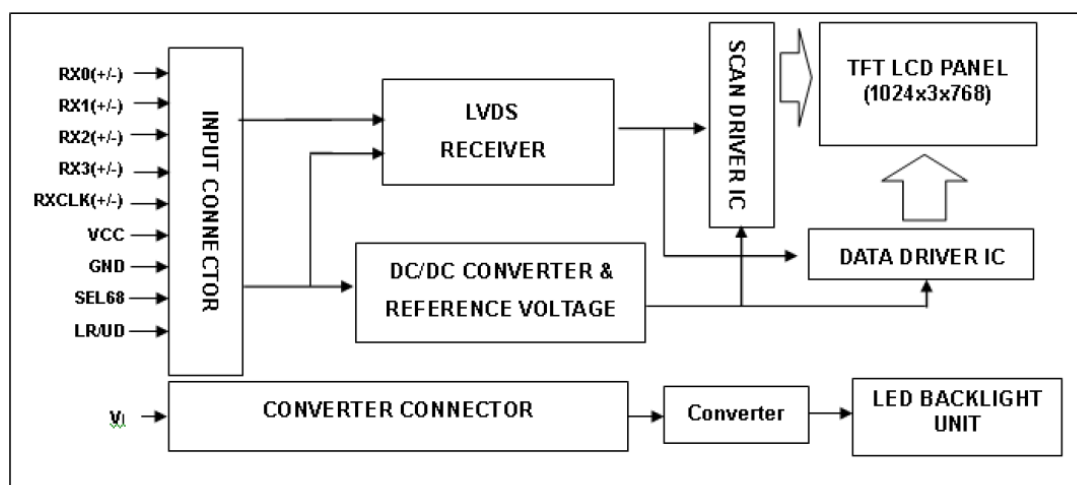 RX0(+/-)
RX1(+/-)
RX2(+/-)
RX3(+/-)
RXCLK(+/-)
VCC
GND
SEL68
LR/UD
INPUT CONNECTOR
LVDS
RECEIVER
DC/DC CONVERTER &
REFERENCE VOLTAGE
SCAN DRIVER IC
TFT LCD PANEL
(1024x3x768)
DATA DRIVER IC
VI
CONVERTER CONNECTOR
Converter
LED BACKLIGHT
UNIT